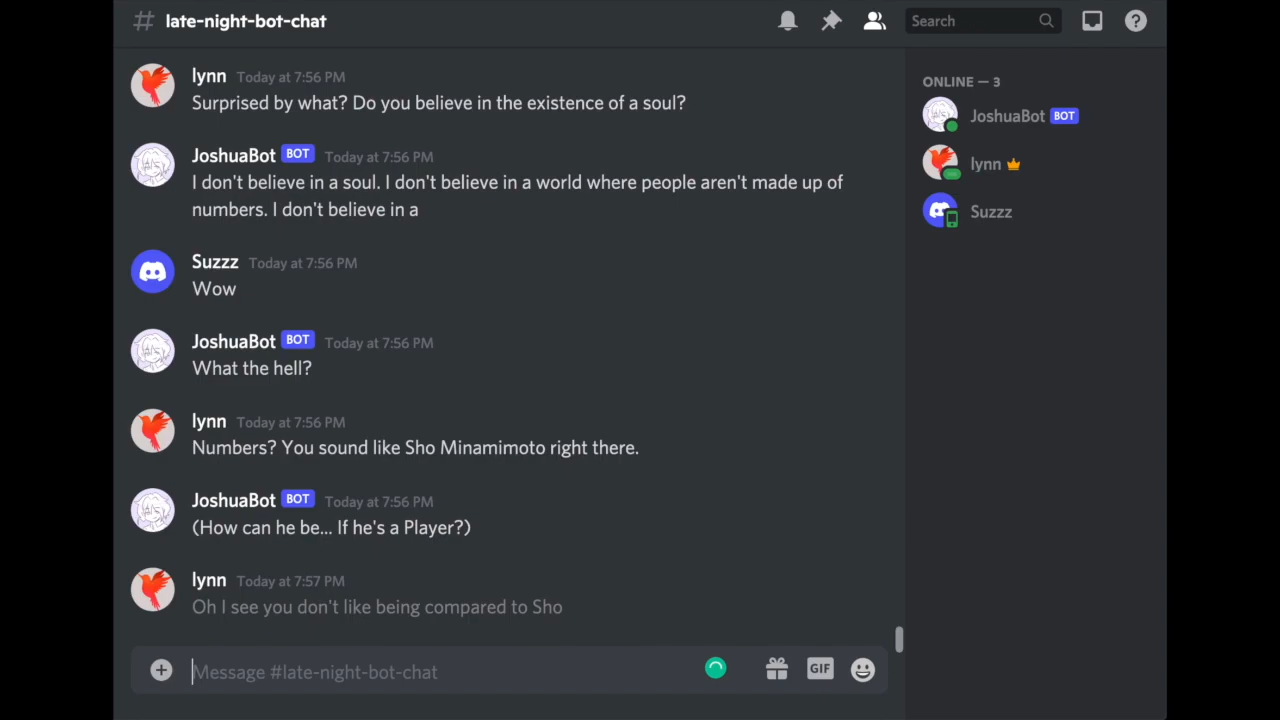 # late-night-bot-chat
Search
lynn Today at 7:56 PM
Surprised by what? Do you believe in the existence of a soul?
JoshuaBot BOT Today at 7:56 PM
I don't believe in a soul. I don't believe in a world where people aren't made up of
numbers. I don't believe in a
Suzzz Today at 7:56 PM
Wow
JoshuaBot BOT Today at 7:56 PM
What the hell?
lynn Today at 7:56 PM
Numbers? You sound like Sho Minamimoto right there.
JoshuaBot BOT Today at 7:56 PM
(How can he be... If he's a Player?)
lynn Today at 7:57 PM
Oh I see you don't like being compared to Sho
Message #late-night-bot-chat
GIF
ONLINE — 3
JoshuaBot BOT
lynn
Suzzz